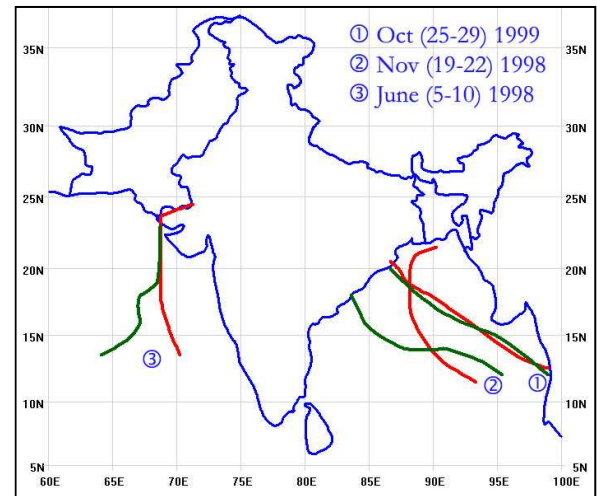 ① Oct (25-29) 1999
② Nov (19-22) 1998
③ June (5-10) 1998
35N 35N
30N 30N
25N 25N
20N 20N
15N 15N
③
② ①
10N 10N
5N 5N
60E 65E 70E 75E 80E 85E 90E 95E 100E